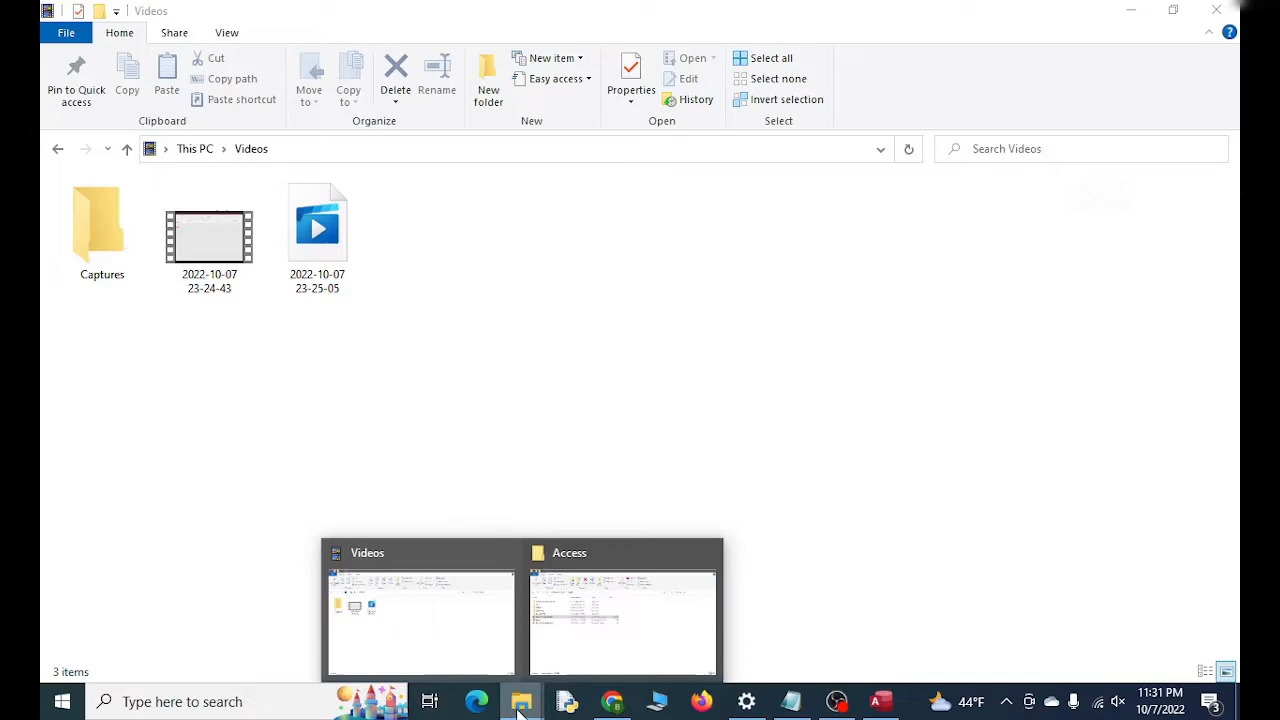 Videos
File Home Share View
Pin to Quick access
Copy
Paste
Cut
Copy path
Paste shortcut
Clipboard
Move to
Copy to
Delete
Rename
Organize
New folder
New item
Easy access
New
Properties
Open
Edit
History
Open
Select all
Select none
Invert selection
Select
This PC > Videos
Search Videos
Captures
2022-10-07
23-24-43
2022-10-07
23-25-05
Videos
Access
3 items
Type here to search
44°F
11:31 PM
10/7/2022
3